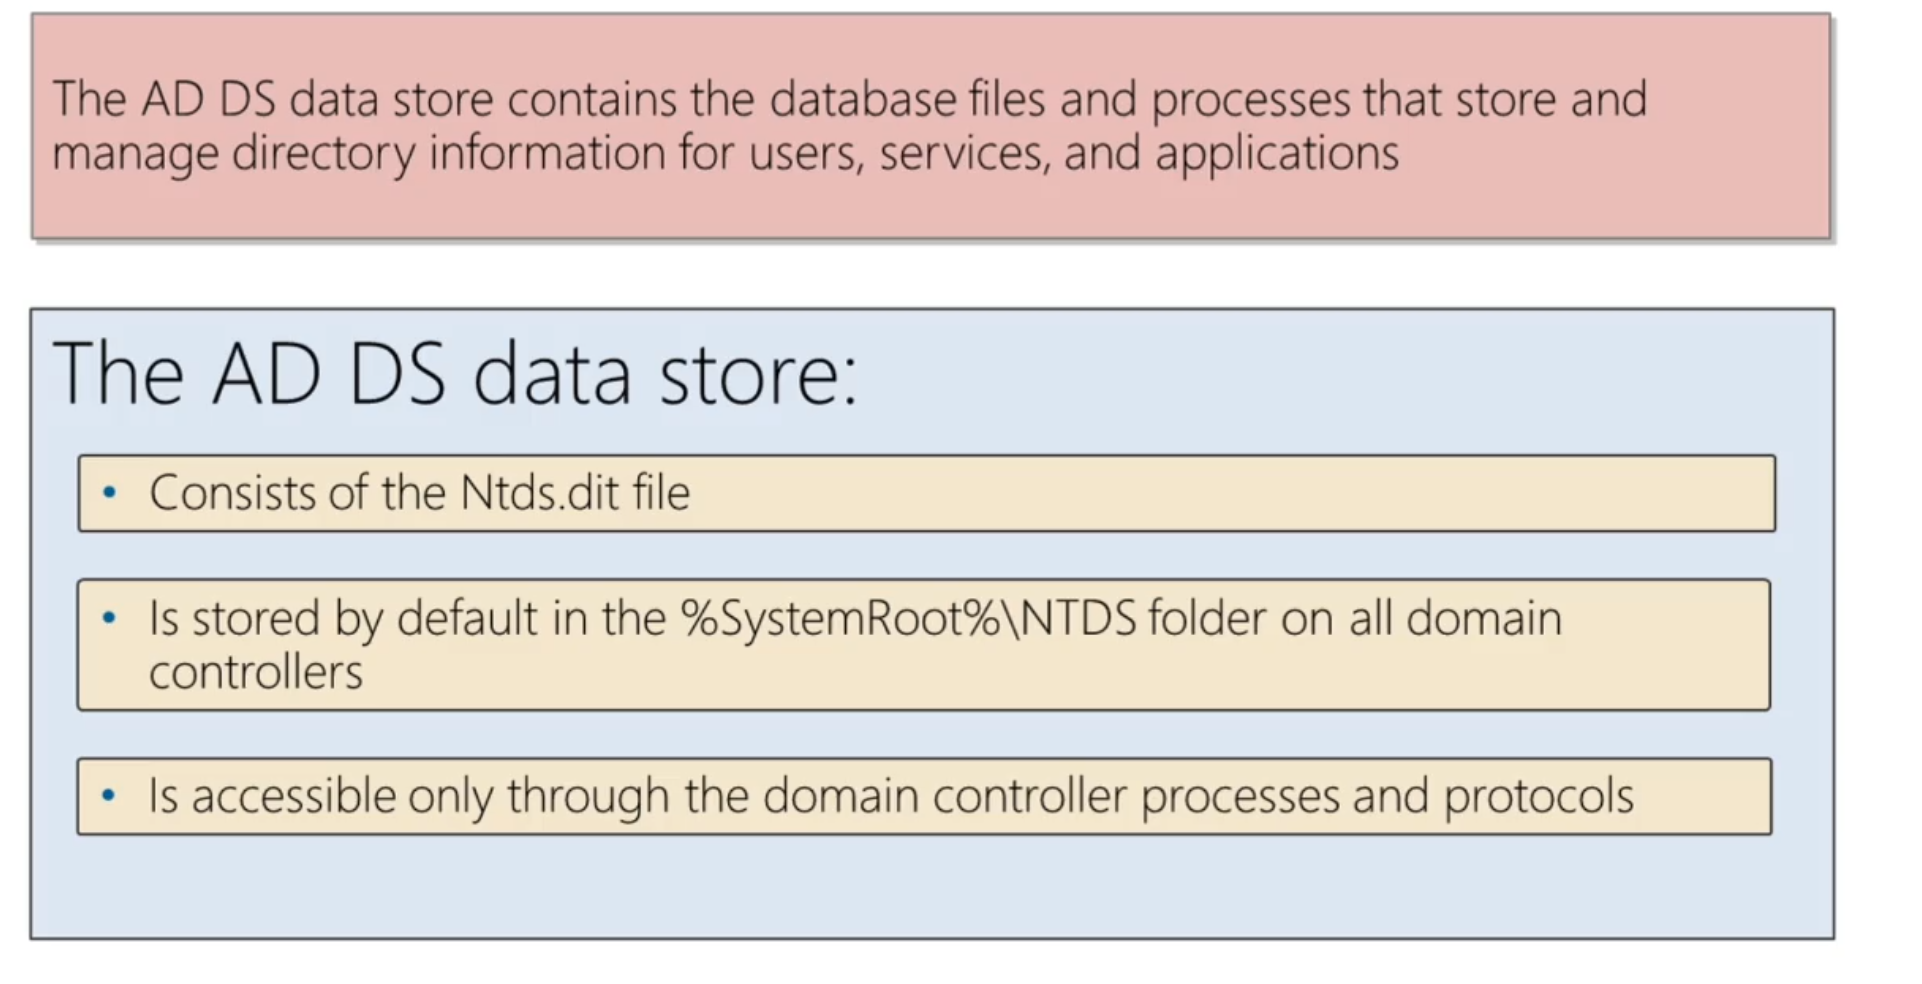 The AD DS data store contains the database files and processes that store and
manage directory information for users, services, and applications
The AD DS data store:
• Consists of the Ntds.dit file
• Is stored by default in the %SystemRoot%\NTDS folder on all domain
controllers
• Is accessible only through the domain controller processes and protocols